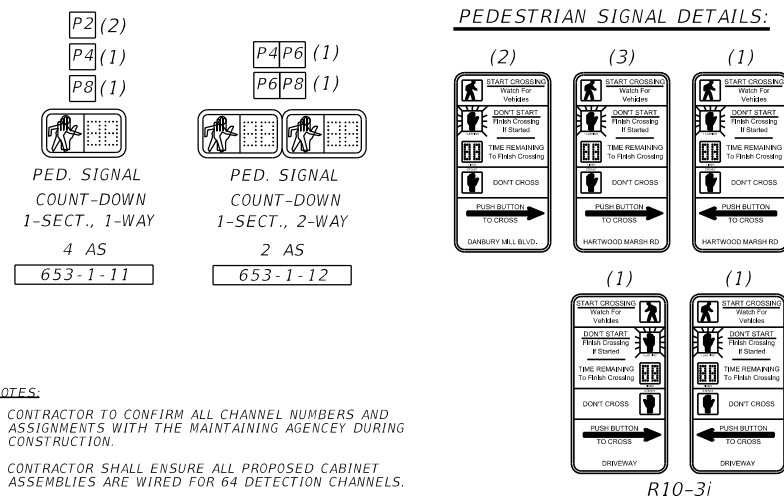 PEDESTRIAN SIGNAL DETAILS:
P2 (2)
P4 (1)
P8 (1)
PED. SIGNAL
COUNT-DOWN
1-SECT., 1-WAY
4 AS
653-1-11
P4 P6 (1)
P6 P8 (1)
PED. SIGNAL
COUNT-DOWN
1-SECT., 2-WAY
2 AS
653-1-12
(2)
START CROSSING
Watch For
Vehicles
DON'T START
Finish Crossing
If Started
TIME REMAINING
To Finish Crossing
DON'T CROSS
PUSH BUTTON
TO CROSS
DANBURY MILL BLVD.
(3)
START CROSSING
Watch For
Vehicles
DON'T START
Finish Crossing
If Started
TIME REMAINING
To Finish Crossing
DON'T CROSS
PUSH BUTTON
TO CROSS
HARTWOOD MARSH RD
(1)
START CROSSING
Watch For
Vehicles
DON'T START
Finish Crossing
If Started
TIME REMAINING
To Finish Crossing
DON'T CROSS
PUSH BUTTON
TO CROSS
HARTWOOD MARSH RD
(1)
START CROSSING
Watch For
Vehicles
DON'T START
Finish Crossing
If Started
TIME REMAINING
To Finish Crossing
DON'T CROSS
PUSH BUTTON
TO CROSS
DRIVEWAY
(1)
START CROSSING
Watch For
Vehicles
DON'T START
Finish Crossing
If Started
TIME REMAINING
To Finish Crossing
DON'T CROSS
PUSH BUTTON
TO CROSS
DRIVEWAY
R10-3i
OTES:
CONTRACTOR TO CONFIRM ALL CHANNEL NUMBERS AND
ASSIGNMENTS WITH THE MAINTAINING AGENCEY DURING
CONSTRUCTION.
CONTRACTOR SHALL ENSURE ALL PROPOSED CABINET
ASSEMBLIES ARE WIRED FOR 64 DETECTION CHANNELS.